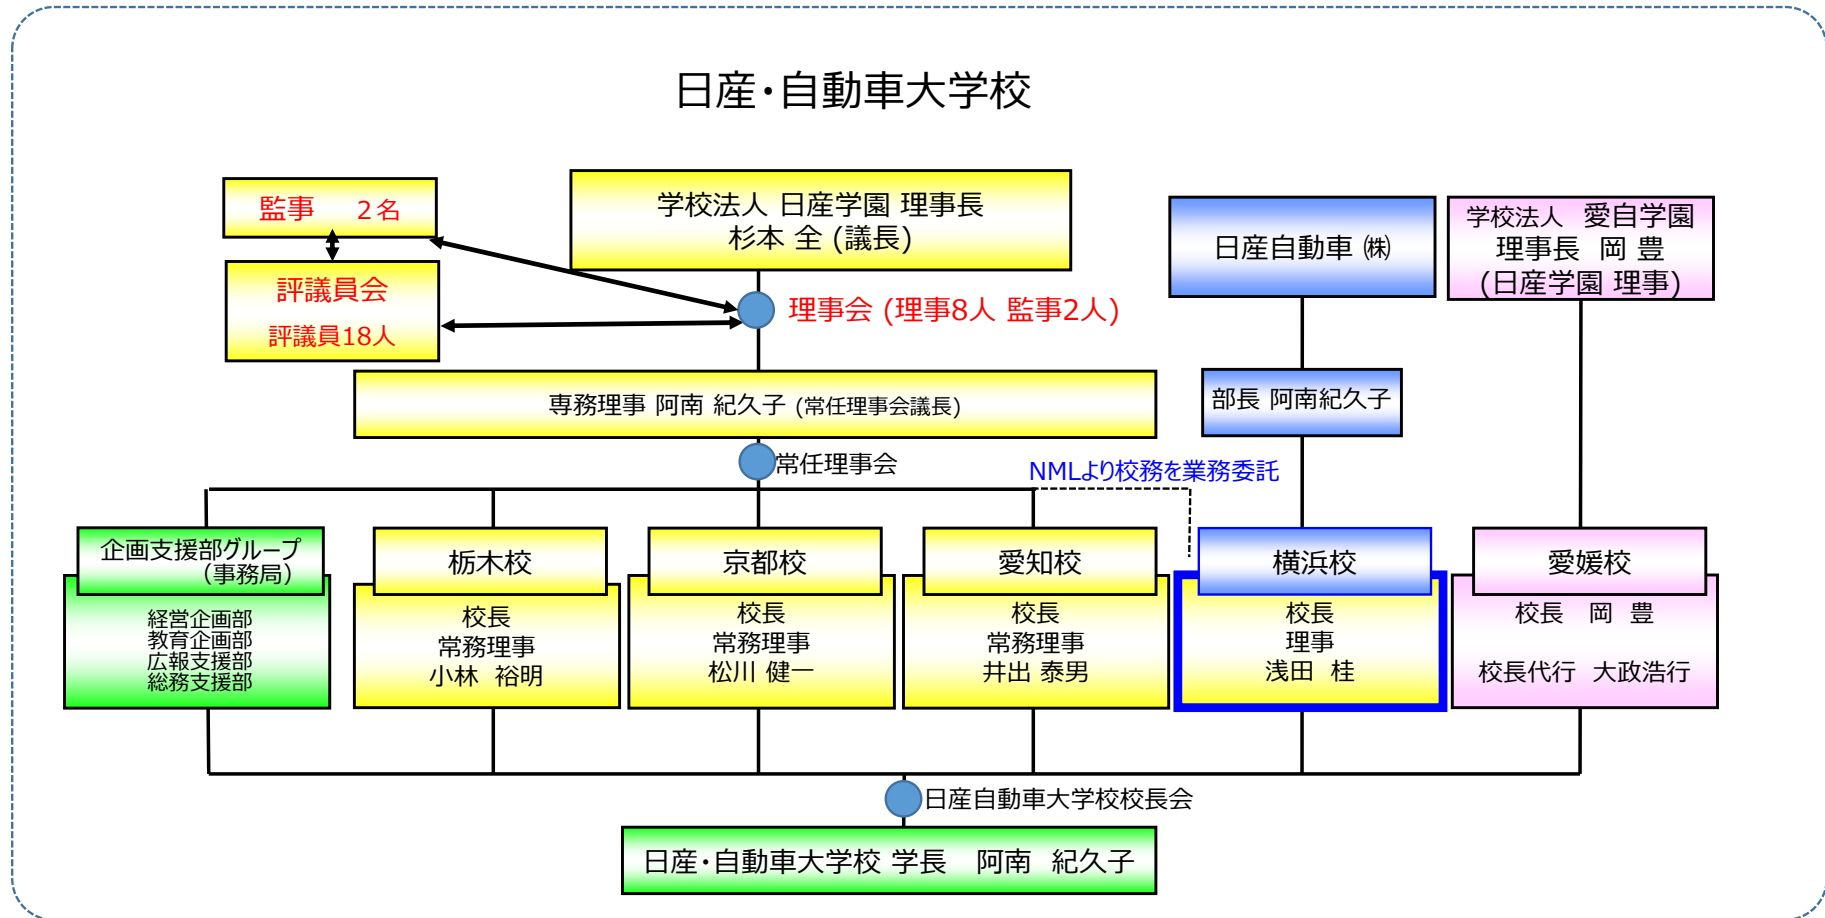 日産・自動車大学校
監事　２名
学校法人 日産学園 理事長
杉本 全 (議長)
日産自動車 ㈱
学校法人　愛自学園
理事長　岡 豊
(日産学園 理事)
評議員会
評議員18人
理事会 (理事8人 監事2人)
専務理事 阿南 紀久子 (常任理事会議長)
部長 阿南紀久子
常任理事会
NMLより校務を業務委託
企画支援部グループ
（事務局）
経営企画部
教育企画部
広報支援部
総務支援部
栃木校
校長
常務理事
小林　裕明
京都校
校長
常務理事
松川 健一
愛知校
校長
常務理事
井出 泰男
横浜校
校長
理事
浅田　桂
愛媛校
校長　岡　豊
校長代行　大政浩行
日産自動車大学校校長会
日産・自動車大学校 学長　阿南　紀久子